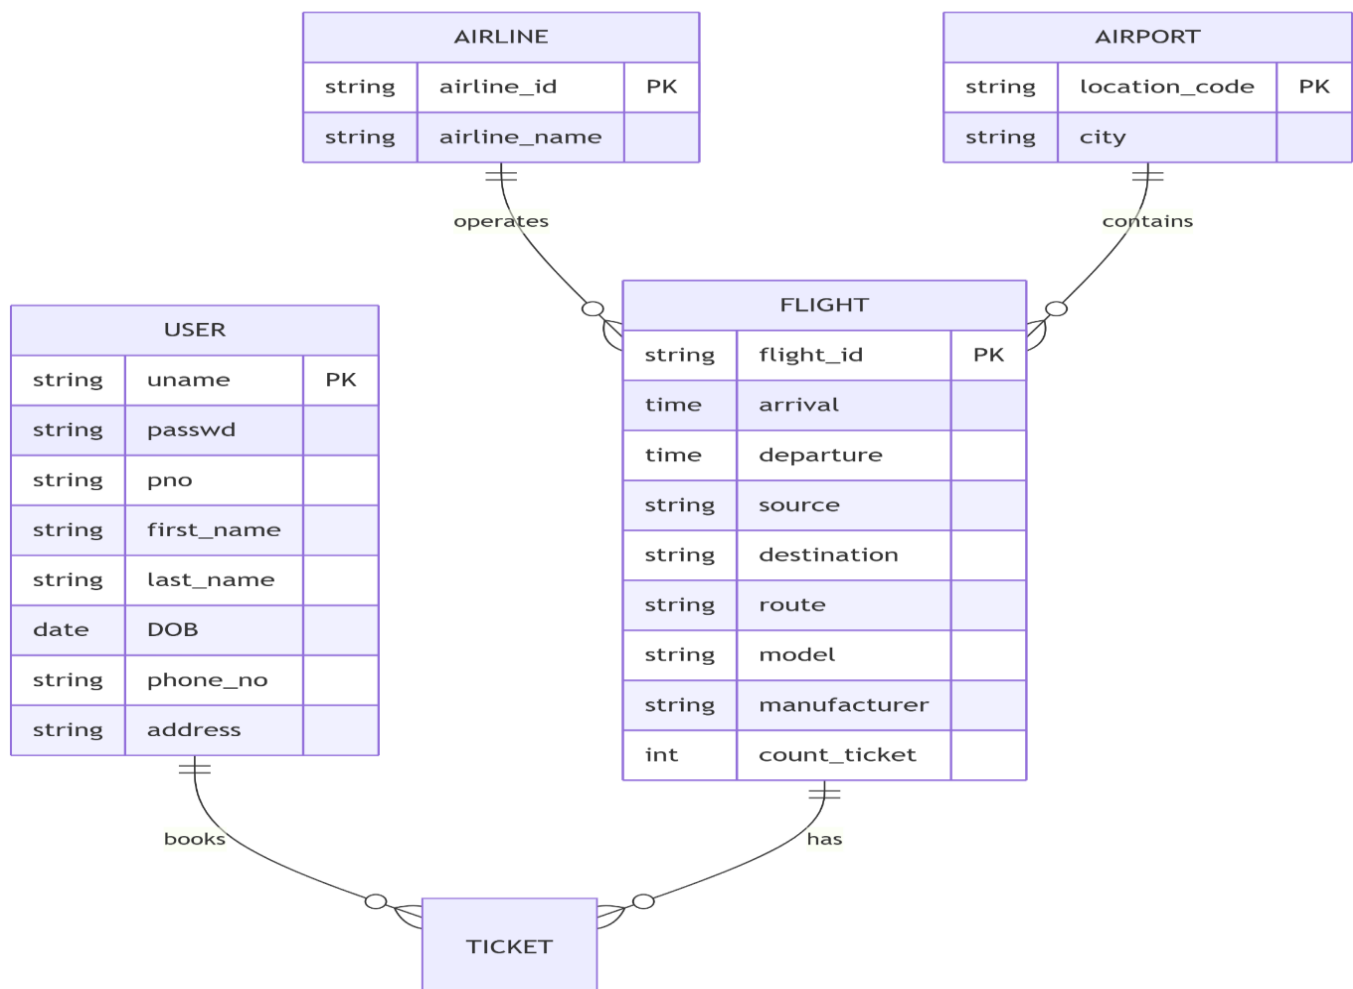 AIRLINE
string airline_id PK
string airline_name
AIRPORT
string location_code PK
string city
operates
contains
USER
string uname PK
string passwd
string pno
string first_name
string last_name
date DOB
string phone_no
string address
FLIGHT
string flight_id PK
time arrival
time departure
string source
string destination
string route
string model
string manufacturer
int count_ticket
books
has
TICKET